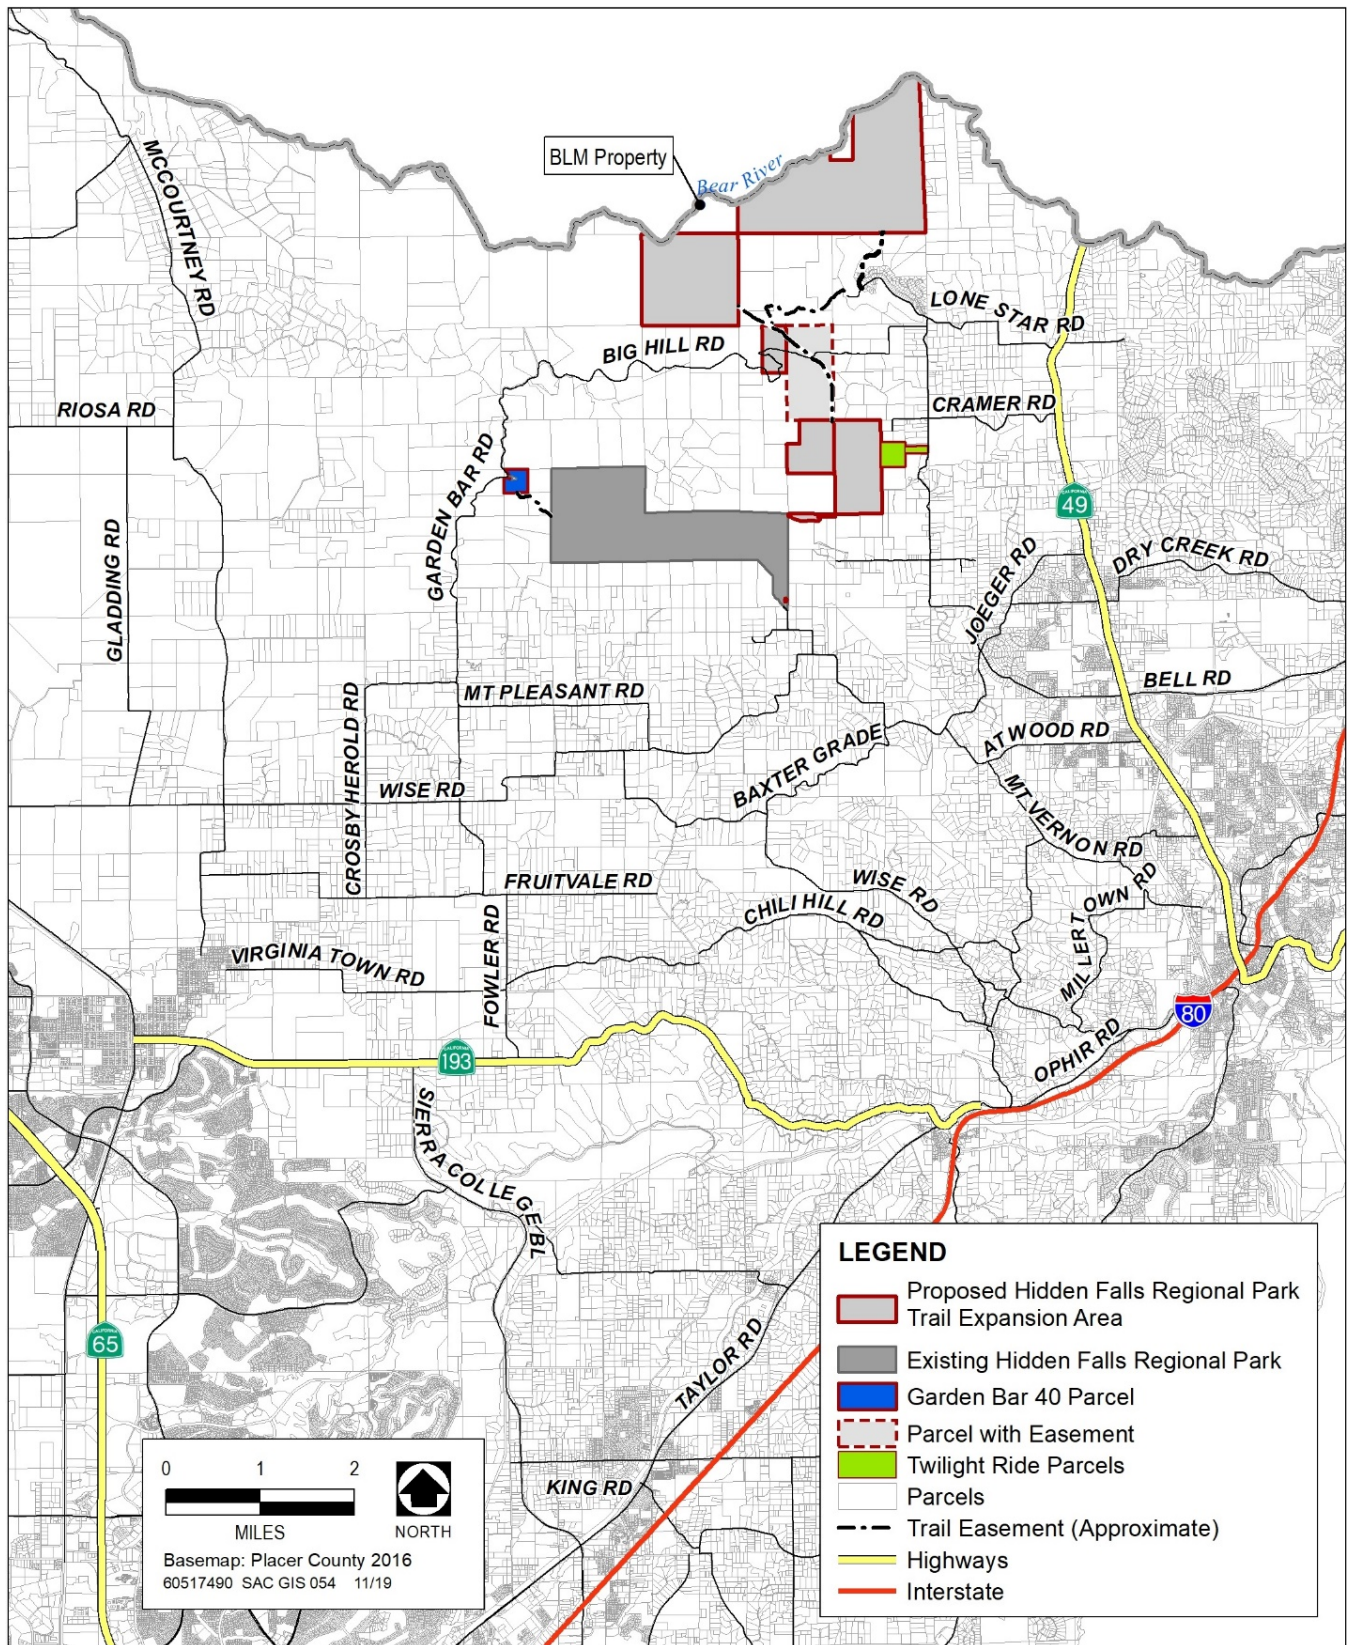 BLM Property
Bear River
MCCOURTNEY RD
LONE STAR RD
BIG HILL RD
RIOSA RD
CRAMER RD
GARDEN BAR RD
CALIFORNIA
49
GLADDING RD
JOEGER RD
DRY CREEK RD
BELL RD
MT PLEASANT RD
CROSBY HEROLD RD
ATWOOD RD
BAXTER GRADE
WISE RD
MT VERNON RD
FRUITVALE RD
WISE RD
CHILI HILL RD
MILLERTOWN RD
FOWLER RD
VIRGINIA TOWN RD
80
OPHIR RD
CALIFORNIA
193
SIERRA COLLEGE BL
CALIFORNIA
65
TAYLOR RD
KING RD
LEGEND
Proposed Hidden Falls Regional Park
Trail Expansion Area
Existing Hidden Falls Regional Park
Garden Bar 40 Parcel
Parcel with Easement
Twilight Ride Parcels
Parcels
Trail Easement (Approximate)
Highways
Interstate
0 1 2
MILES
NORTH
Basemap: Placer County 2016
60517490 SAC GIS 054 11/19